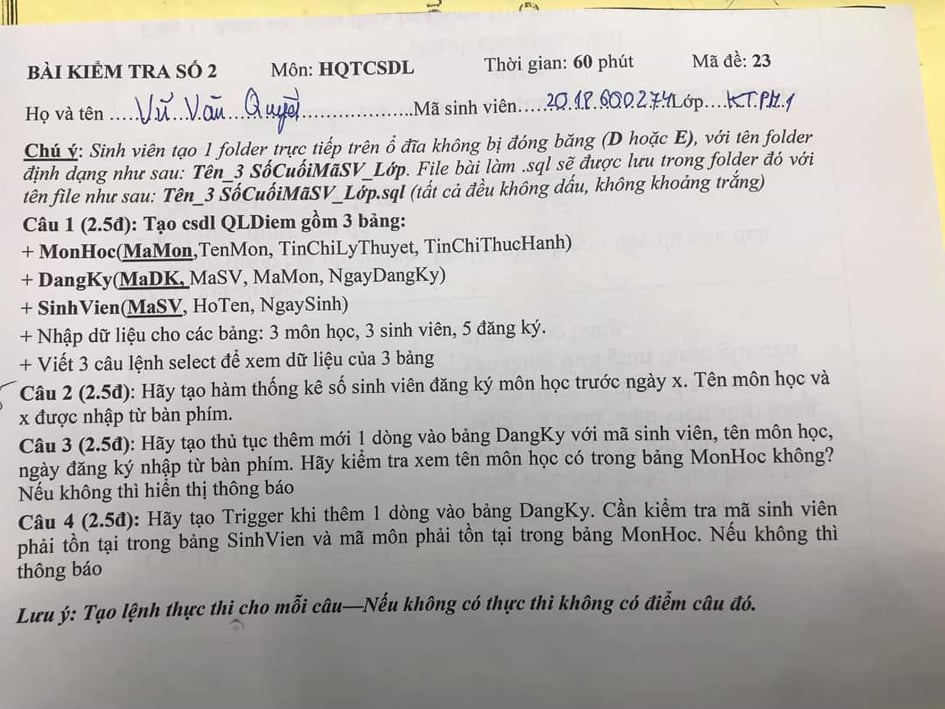 BÀI KIỂM TRA SỐ 2 Môn: HQTCSDL Thời gian: 60 phút Mã đề: 23
Họ và tên .....Vũ Văn Quyết..................Mã sinh viên.....2018600274Lớp....KTPM.1
Chú ý: Sinh viên tạo 1 folder trực tiếp trên ổ đĩa không bị đóng băng (D hoặc E), với tên folder
định dạng như sau: Tên_3 SốCuốiMãSV_Lớp. File bài làm .sql sẽ được lưu trong folder đó với
tên file như sau: Tên_3 SốCuốiMãSV_Lớp.sql (tất cả đều không dấu, không khoảng trắng)
Câu 1 (2.5đ): Tạo csdl QLDiem gồm 3 bảng:
+ MonHoc(MaMon,TenMon, TinChiLyThuyet, TinChiThucHanh)
+ DangKy(MaDK, MaSV, MaMon, NgayDangKy)
+ SinhVien(MaSV, HoTen, NgaySinh)
+ Nhập dữ liệu cho các bảng: 3 môn học, 3 sinh viên, 5 đăng ký.
+ Viết 3 câu lệnh select để xem dữ liệu của 3 bảng
Câu 2 (2.5đ): Hãy tạo hàm thống kê số sinh viên đăng ký môn học trước ngày x. Tên môn học và
x được nhập từ bàn phím.
Câu 3 (2.5đ): Hãy tạo thủ tục thêm mới 1 dòng vào bảng DangKy với mã sinh viên, tên môn học,
ngày đăng ký nhập từ bàn phím. Hãy kiểm tra xem tên môn học có trong bảng MonHoc không?
Nếu không thì hiển thị thông báo
Câu 4 (2.5đ): Hãy tạo Trigger khi thêm 1 dòng vào bảng DangKy. Cần kiểm tra mã sinh viên
phải tồn tại trong bảng SinhVien và mã môn phải tồn tại trong bảng MonHoc. Nếu không thì
thông báo
Lưu ý: Tạo lệnh thực thi cho mỗi câu—Nếu không có thực thi không có điểm câu đó.